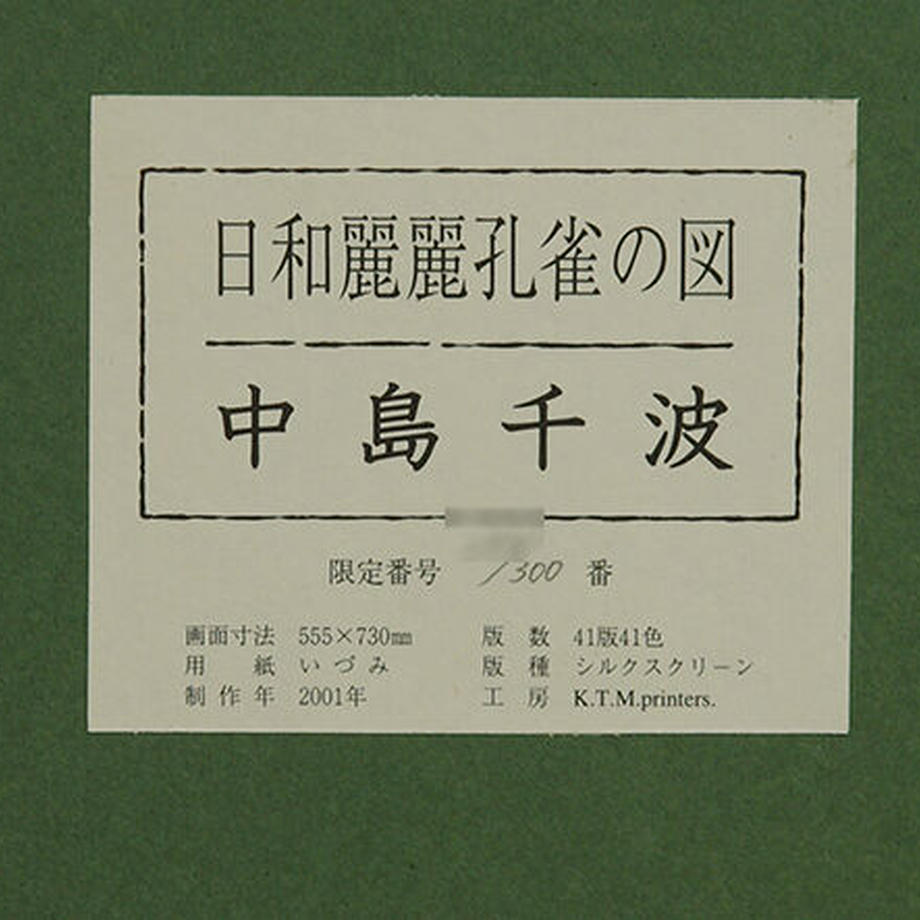 日和麗麗孔雀の図
中島千波
限定番号 /300 番
画面寸法 555×730㎜ 版数 41版41色
用紙 いづみ 版種 シルクスクリーン
制作年 2001年 工房 K.T.M.printers.